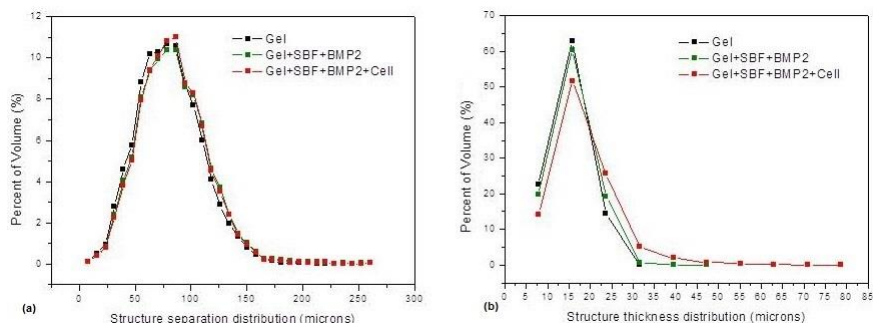 12
10
8
6
4
2
0
Percent of Volume (%)
Gel
Gel+SBF+BMP2
Gel+SBF+BMP2+Cell
0 50 100 150 200 250 300
(a)
Structure separation distribution (microns)
70
60
50
40
30
20
10
0
Percent of Volume (%)
Gel
Gel+SBF+BMP2
Gel+SBF+BMP2+Cell
0 5 10 15 20 25 30 35 40 45 50 55 60 65 70 75 80 85
(b)
Structure thickness distribution (microns)